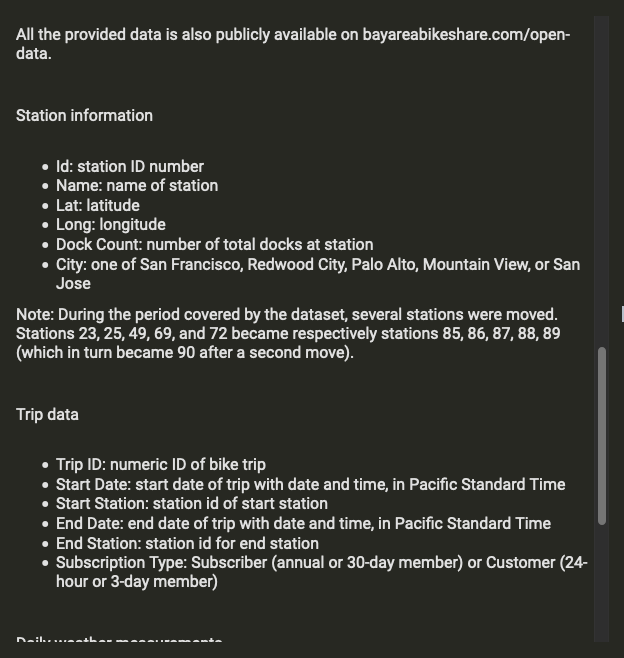 All the provided data is also publicly available on bayareabikeshare.com/open-
data.
Station information
• Id: station ID number
• Name: name of station
• Lat: latitude
• Long: longitude
• Dock Count: number of total docks at station
• City: one of San Francisco, Redwood City, Palo Alto, Mountain View, or San
Jose
Note: During the period covered by the dataset, several stations were moved.
Stations 23, 25, 49, 69, and 72 became respectively stations 85, 86, 87, 88, 89
(which in turn became 90 after a second move).
Trip data
• Trip ID: numeric ID of bike trip
• Start Date: start date of trip with date and time, in Pacific Standard Time
• Start Station: station id of start station
• End Date: end date of trip with date and time, in Pacific Standard Time
• End Station: station id for end station
• Subscription Type: Subscriber (annual or 30-day member) or Customer (24-
hour or 3-day member)
Daily weather measurements